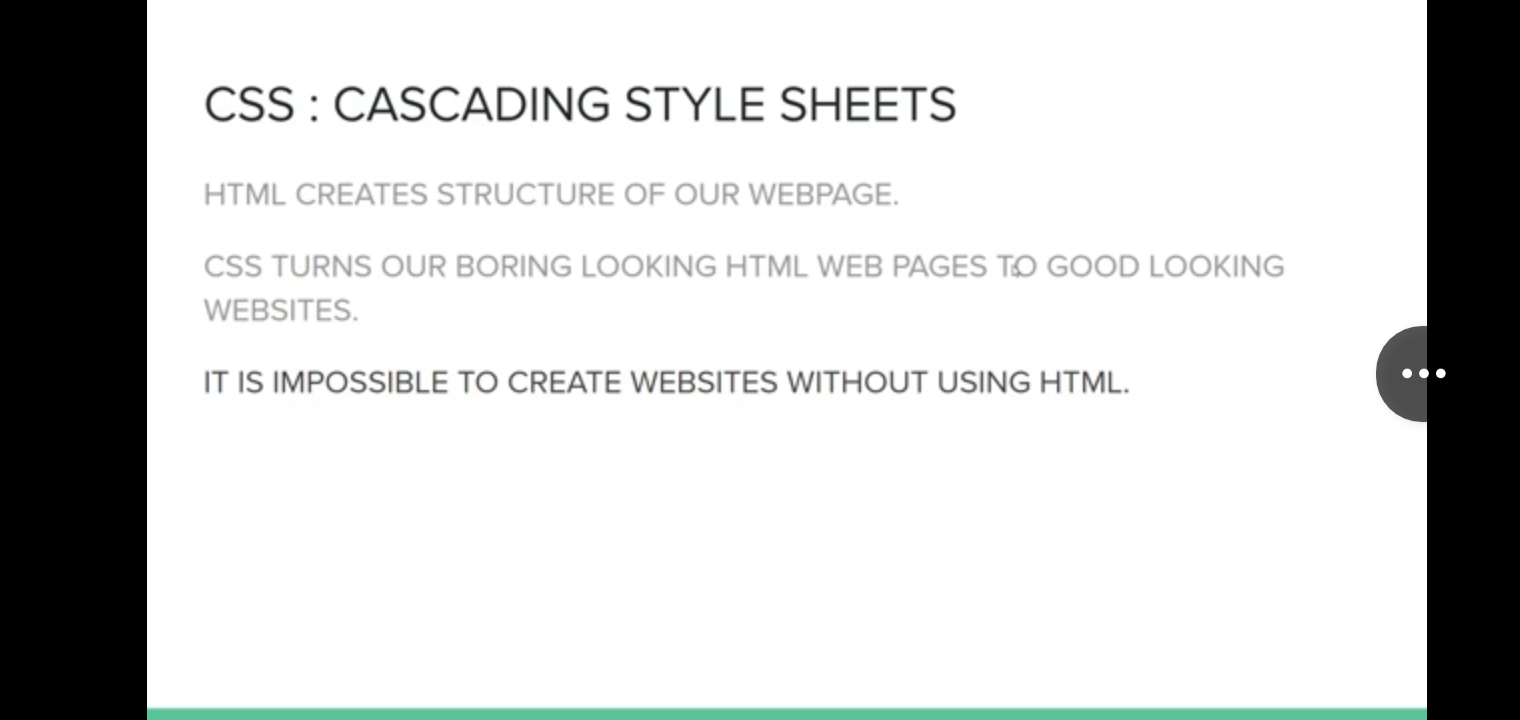 CSS : CASCADING STYLE SHEETS
HTML CREATES STRUCTURE OF OUR WEBPAGE.
CSS TURNS OUR BORING LOOKING HTML WEB PAGES TO GOOD LOOKING
WEBSITES.
IT IS IMPOSSIBLE TO CREATE WEBSITES WITHOUT USING HTML.